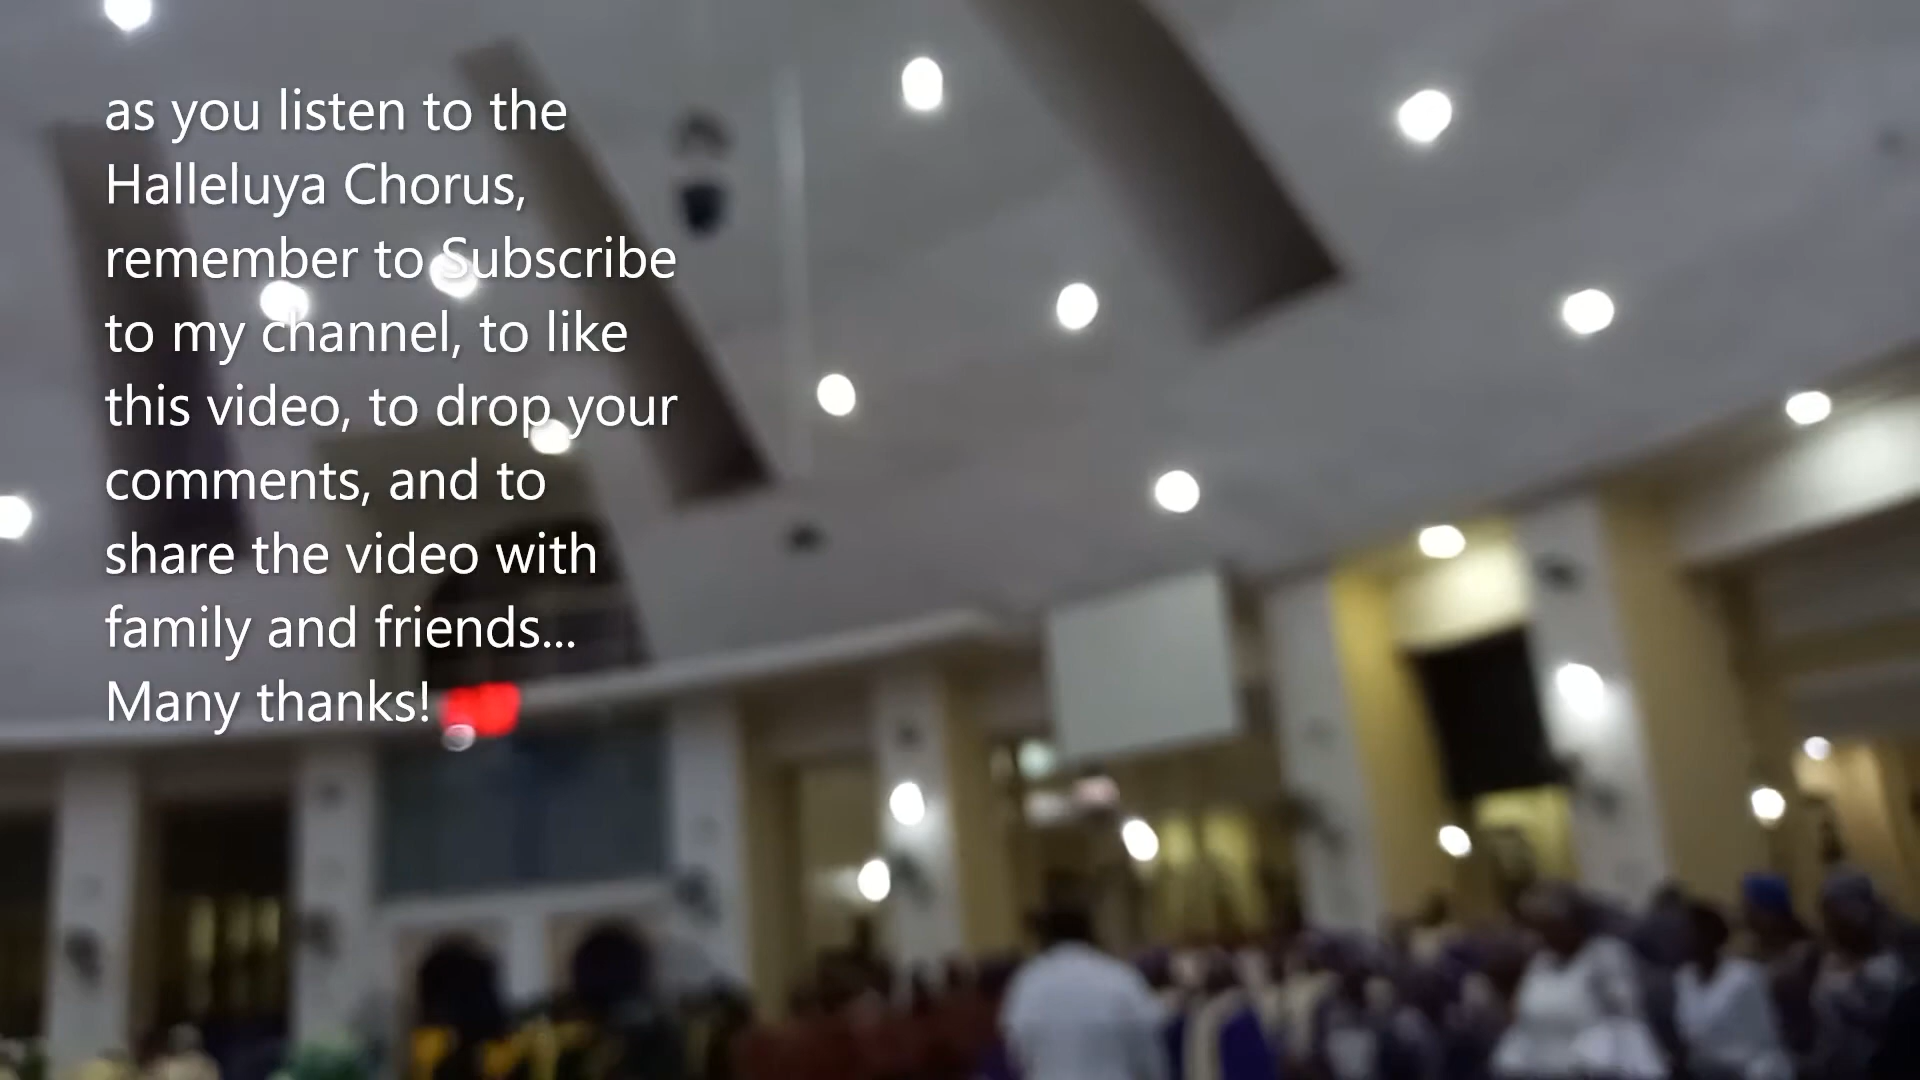 as you listen to the
Halleluya Chorus,
remember to Subscribe
to my channel, to like
this video, to drop your
comments, and to
share the video with
family and friends...
Many thanks!